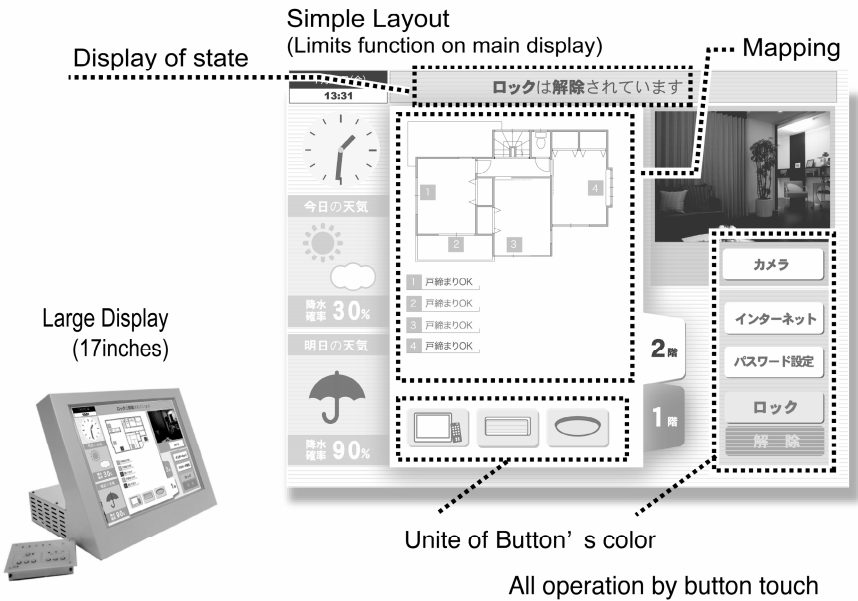 Simple Layout
(Limits function on main display)
Display of state
Mapping
13:31
ロックは解除されています
今日の天気
降水
確率 30%
明日の天気
降水
確率 90%
1
2
3
4
1 戸締まりOK
2 戸締まりOK
3 戸締まりOK
4 戸締まりOK
2階
1階
カメラ
インターネット
パスワード設定
ロック
解 除
Large Display
(17inches)
Unite of Button’ s color
All operation by button touch